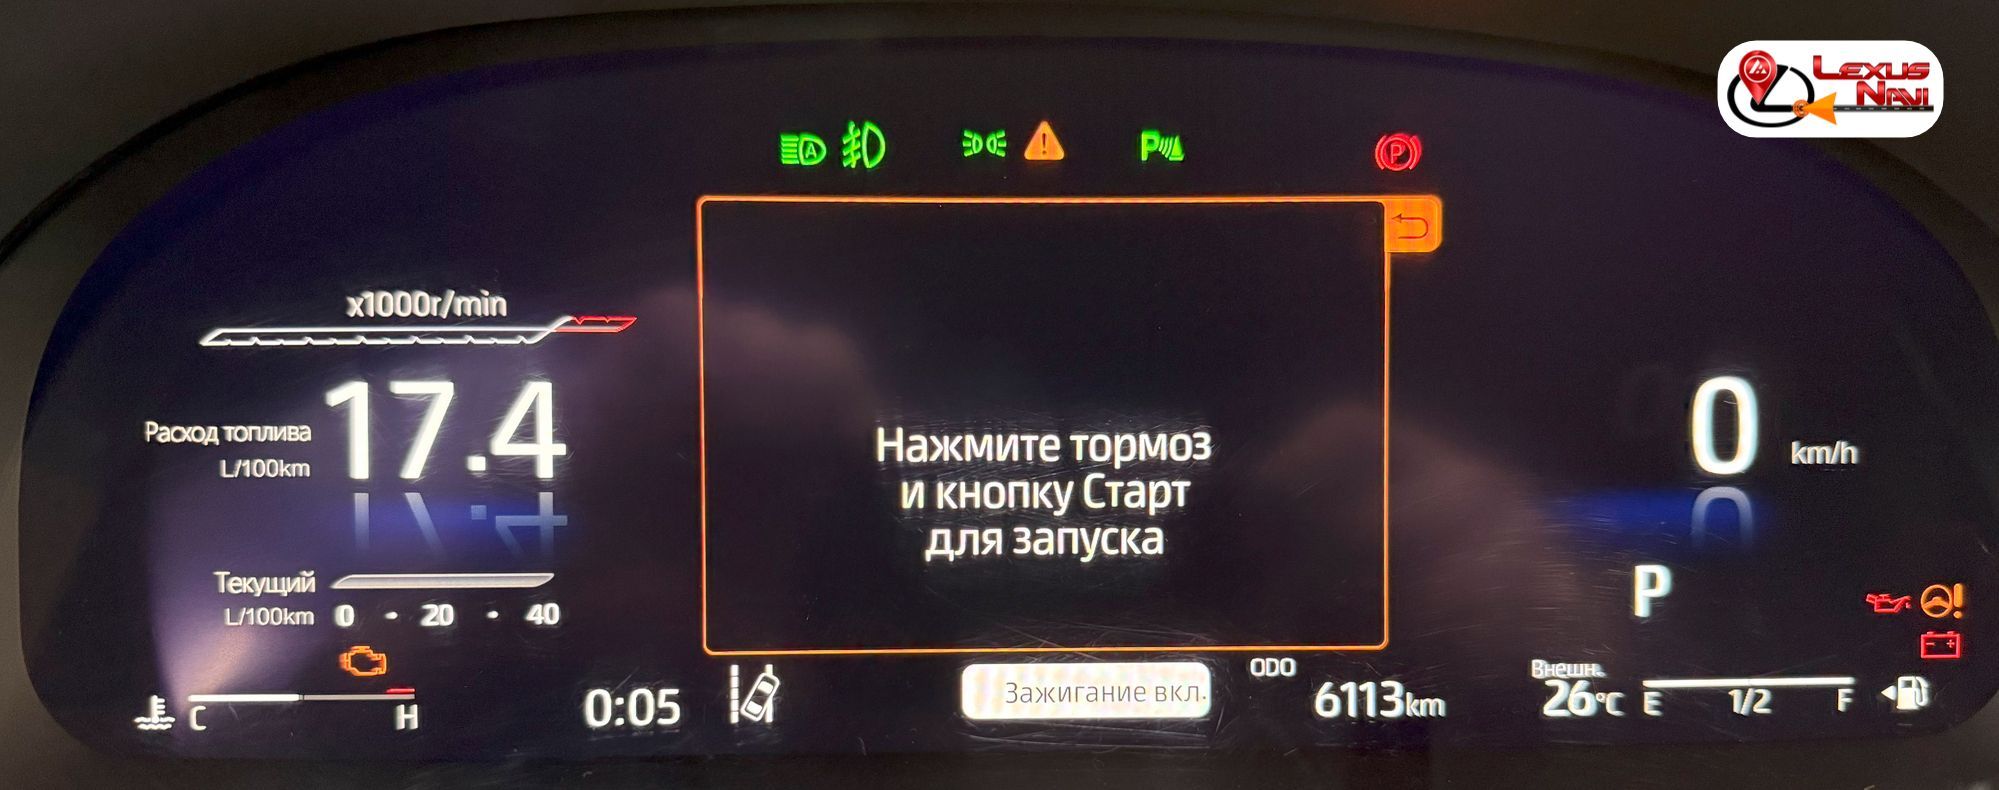 LEXUS
NAVI
A
P
P
x1000r/min
17.4
Расход топлива
L/100km
Нажмите тормоз
и кнопку Старт
для запуска
0
km/h
Текущий
L/100km
0 - 20 - 40
P
C
H
0:05
Зажигание вкл.
ODO
6113km
Внешн.
26°C
E 1/2 F